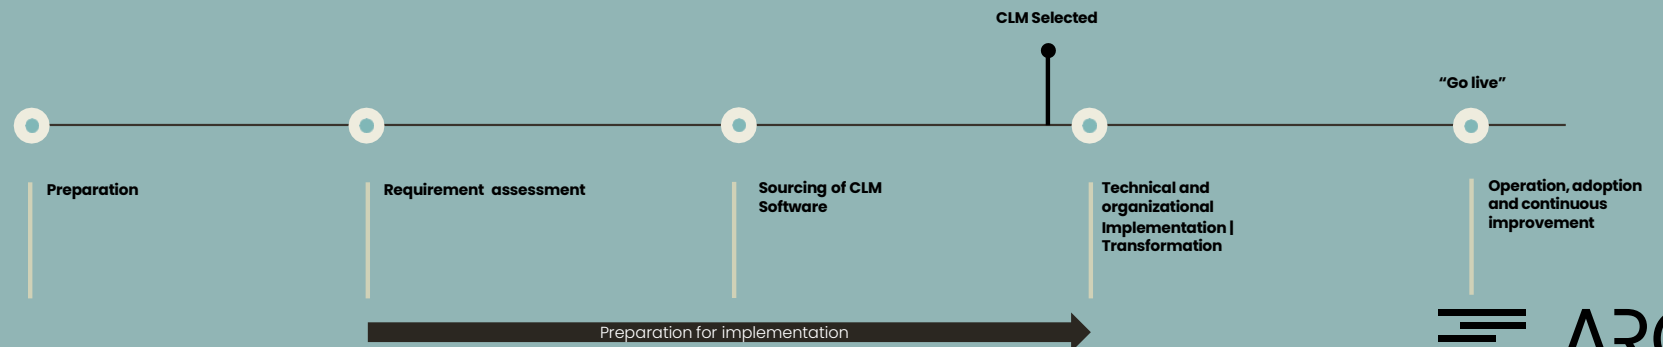 CLM Selected
“Go live”
Preparation
Requirement assessment
Sourcing of CLM
Software
Technical and
organizational
Implementation |
Transformation
Operation, adoption
and continuous
improvement
Preparation for implementation